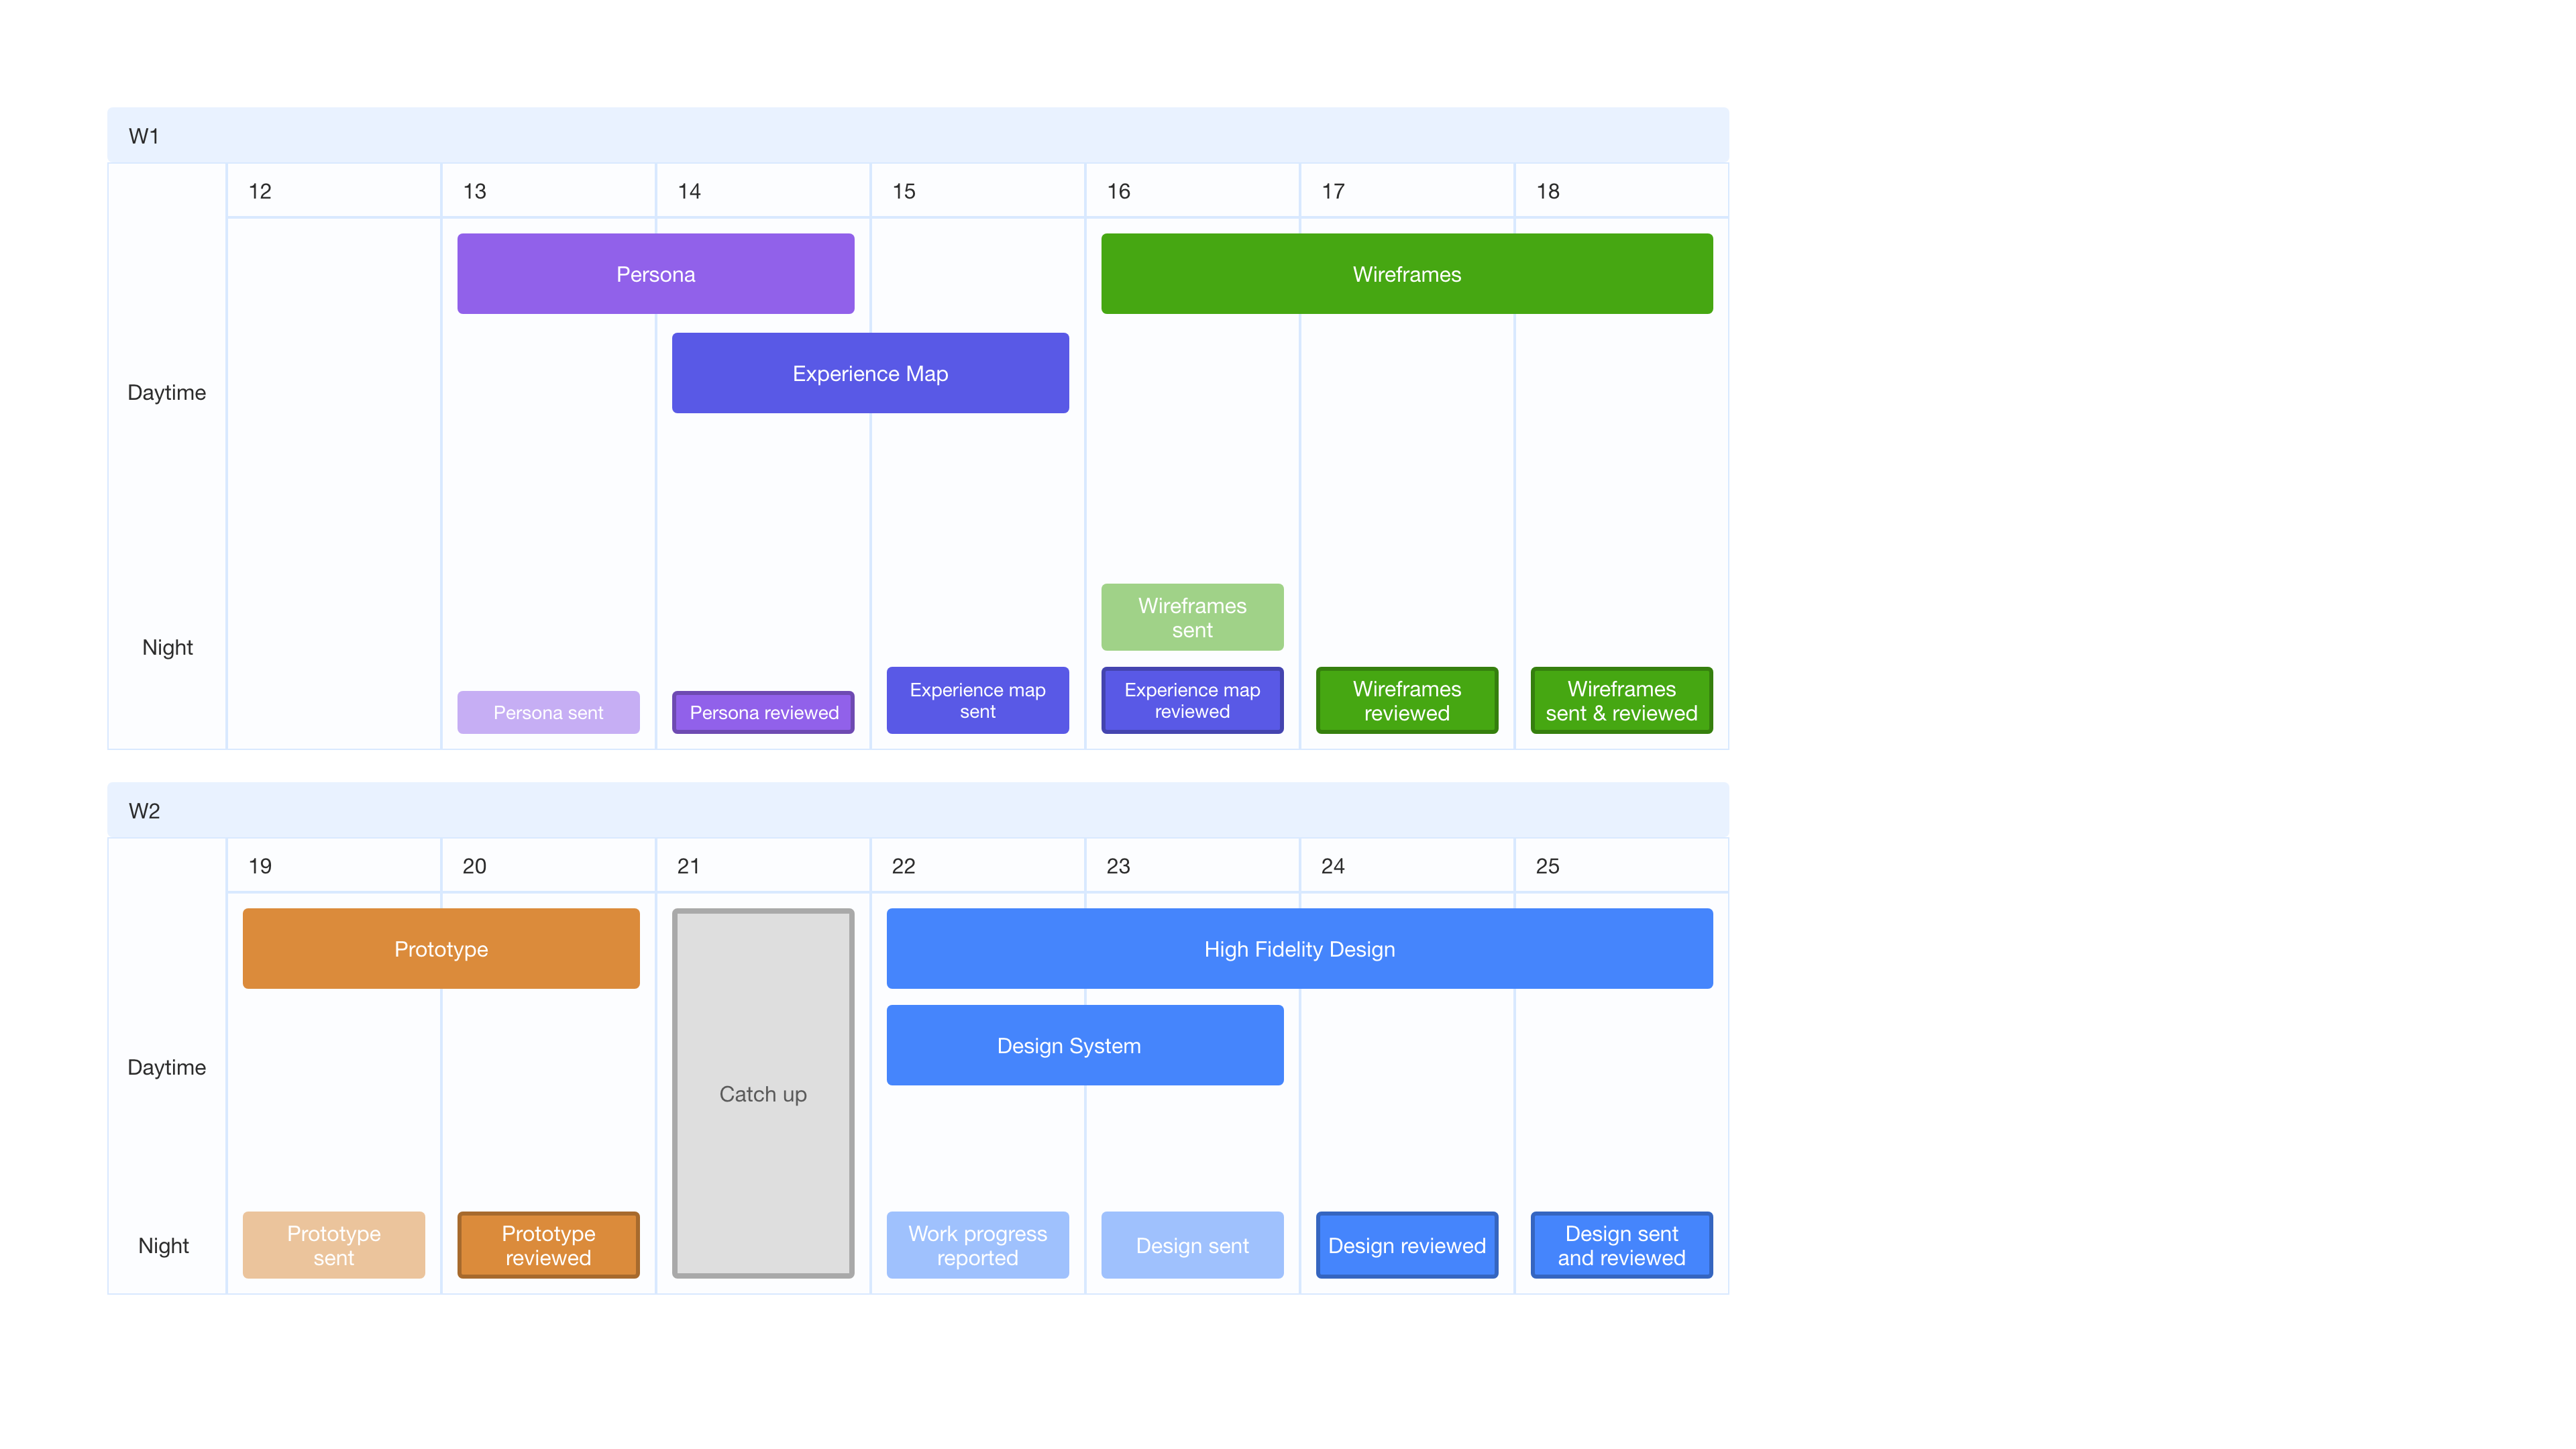 W1
12
13
14
15
16
17
18
Persona
Wireframes
Experience Map
Daytime
Night
Wireframes
sent
Persona sent
Persona reviewed
Experience map
sent
Experience map
reviewed
Wireframes
reviewed
Wireframes
sent & reviewed
W2
19
20
21
22
23
24
25
Prototype
High Fidelity Design
Design System
Daytime
Catch up
Night
Prototype
sent
Prototype
reviewed
Work progress
reported
Design sent
Design reviewed
Design sent
and reviewed